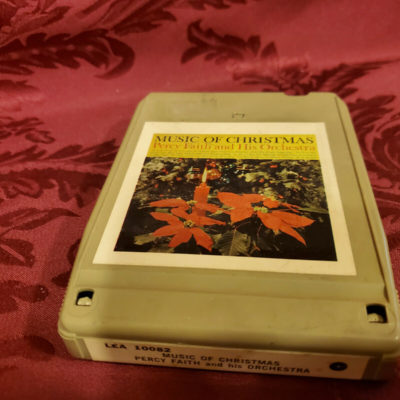 MUSIC OF CHRISTMAS
Percy Faith and His Orchestra
LEA 10082
MUSIC OF CHRISTMAS
PERCY FAITH and his ORCHESTRA